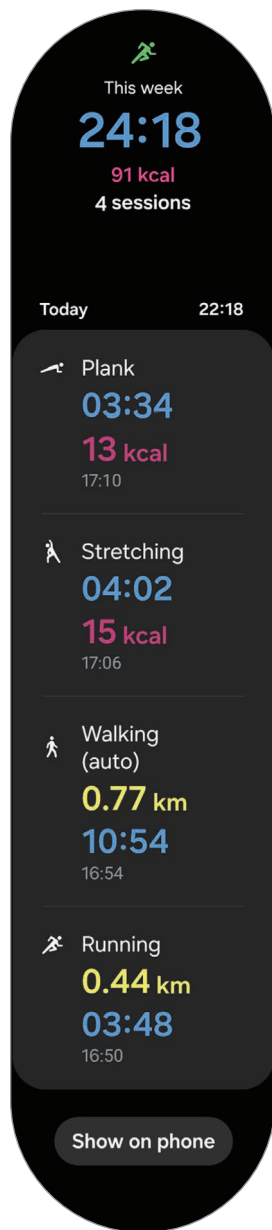 This week
24:18
91 kcal
4 sessions
Today 22:18
Plank
03:34
13 kcal
17:10
Stretching
04:02
15 kcal
17:06
Walking
(auto)
0.77 km
10:54
16:54
Running
0.44 km
03:48
16:50
Show on phone